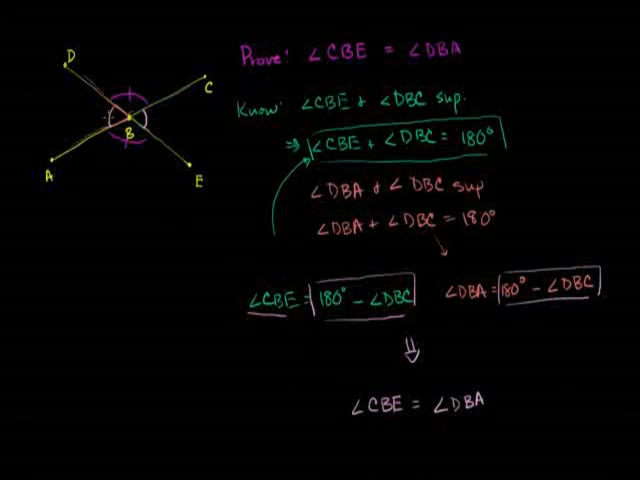 D
C
B
A
E
Prove: ∠CBE = ∠DBA
Know: ∠CBE + ∠DBC sup.
⇒ ∠CBE + ∠DBC = 180°
∠DBA + ∠DBC sup
∠DBA + ∠DBC = 180°
∠CBE = 180° - ∠DBC
∠DBA = 180° - ∠DBC
∠CBE = ∠DBA